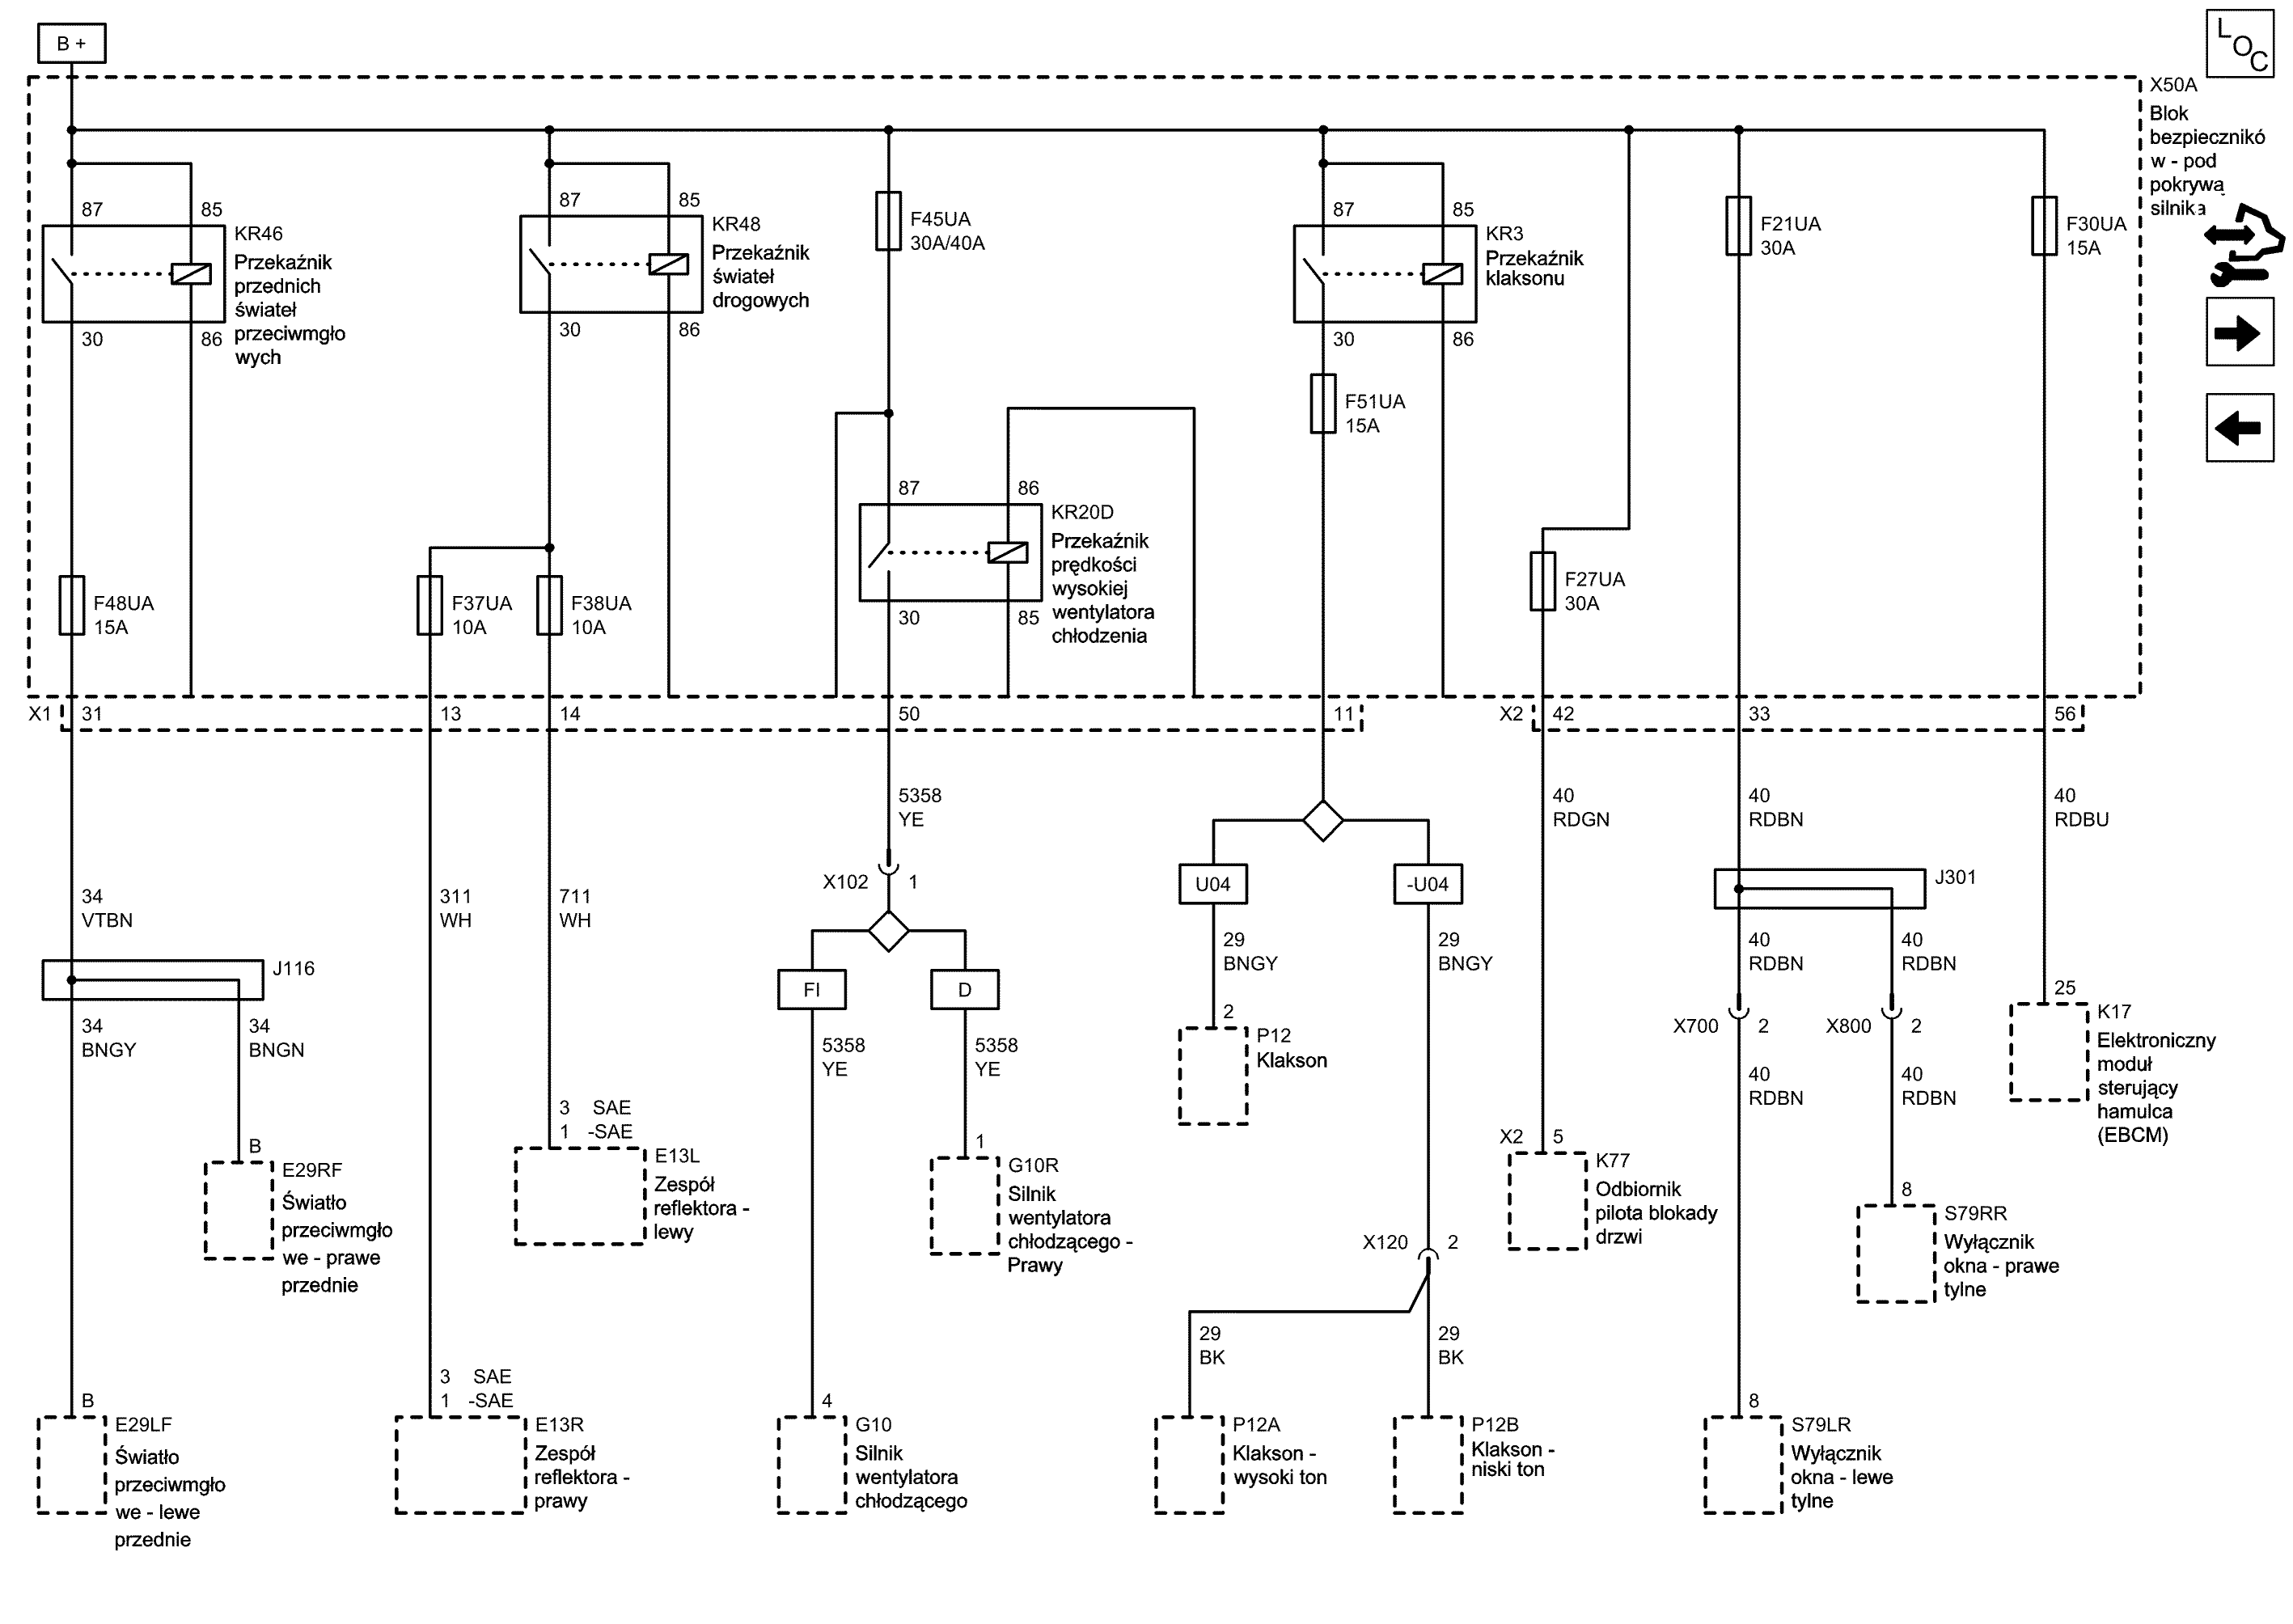 B +
L
O
C
X50A
Blok
bezpiecznikó
w - pod
pokrywą
silnika
87
85
KR46
Przekaźnik
przednich
świateł
przeciwmgło
wych
30
86
87
85
KR48
Przekaźnik
świateł
drogowych
30
86
F45UA
30A/40A
87
85
KR3
Przekaźnik
klaksonu
30
86
F51UA
15A
F21UA
30A
F30UA
15A
87
86
KR20D
Przekaźnik
prędkości
wysokiej
wentylatora
chłodzenia
30
85
F48UA
15A
F37UA
10A
F38UA
10A
F27UA
30A
X1
31
13
14
50
11
X2
42
33
56
5358
YE
40
RDGN
40
RDBN
40
RDBU
X102
1
U04
-U04
J301
34
VTBN
311
WH
711
WH
FI
D
29
BNGY
29
BNGY
40
RDBN
40
RDBN
J116
34
BNGY
34
BNGN
5358
YE
5358
YE
2
P12
Klakson
X700
2
X800
2
25
K17
Elektroniczny
moduł
sterujący
hamulca
(EBCM)
40
RDBN
40
RDBN
3 SAE
1 -SAE
E13L
Zespół
reflektora -
lewy
B
E29RF
Światło
przeciwmgło
we - prawe
przednie
1
G10R
Silnik
wentylatora
chłodzącego -
Prawy
X2
5
K77
Odbiornik
pilota blokady
drzwi
8
S79RR
Wyłącznik
okna - prawe
tylne
X120
2
29
BK
29
BK
B
E29LF
Światło
przeciwmgło
we - lewe
przednie
3 SAE
1 -SAE
E13R
Zespół
reflektora -
prawy
4
G10
Silnik
wentylatora
chłodzącego
P12A
Klakson -
wysoki ton
P12B
Klakson -
niski ton
8
S79LR
Wyłącznik
okna - lewe
tylne